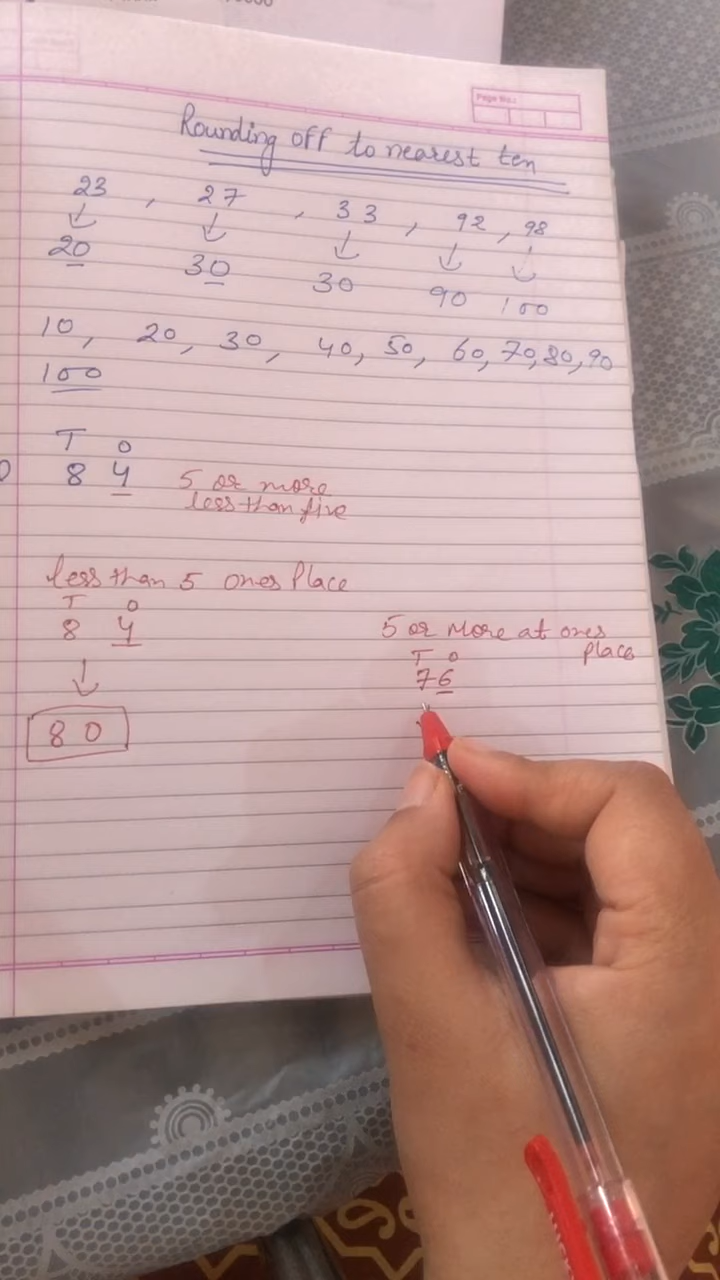 Page No.:
Rounding off to nearest ten
23 , 27 , 33 , 92 , 98
20 30 30 90 100
10, 20, 30, 40, 50, 60, 70, 80, 90
100
T O
8 4 5 or more
less than five
less than 5 ones Place
T O
8 4
80
5 or More at ones
place
T O
76